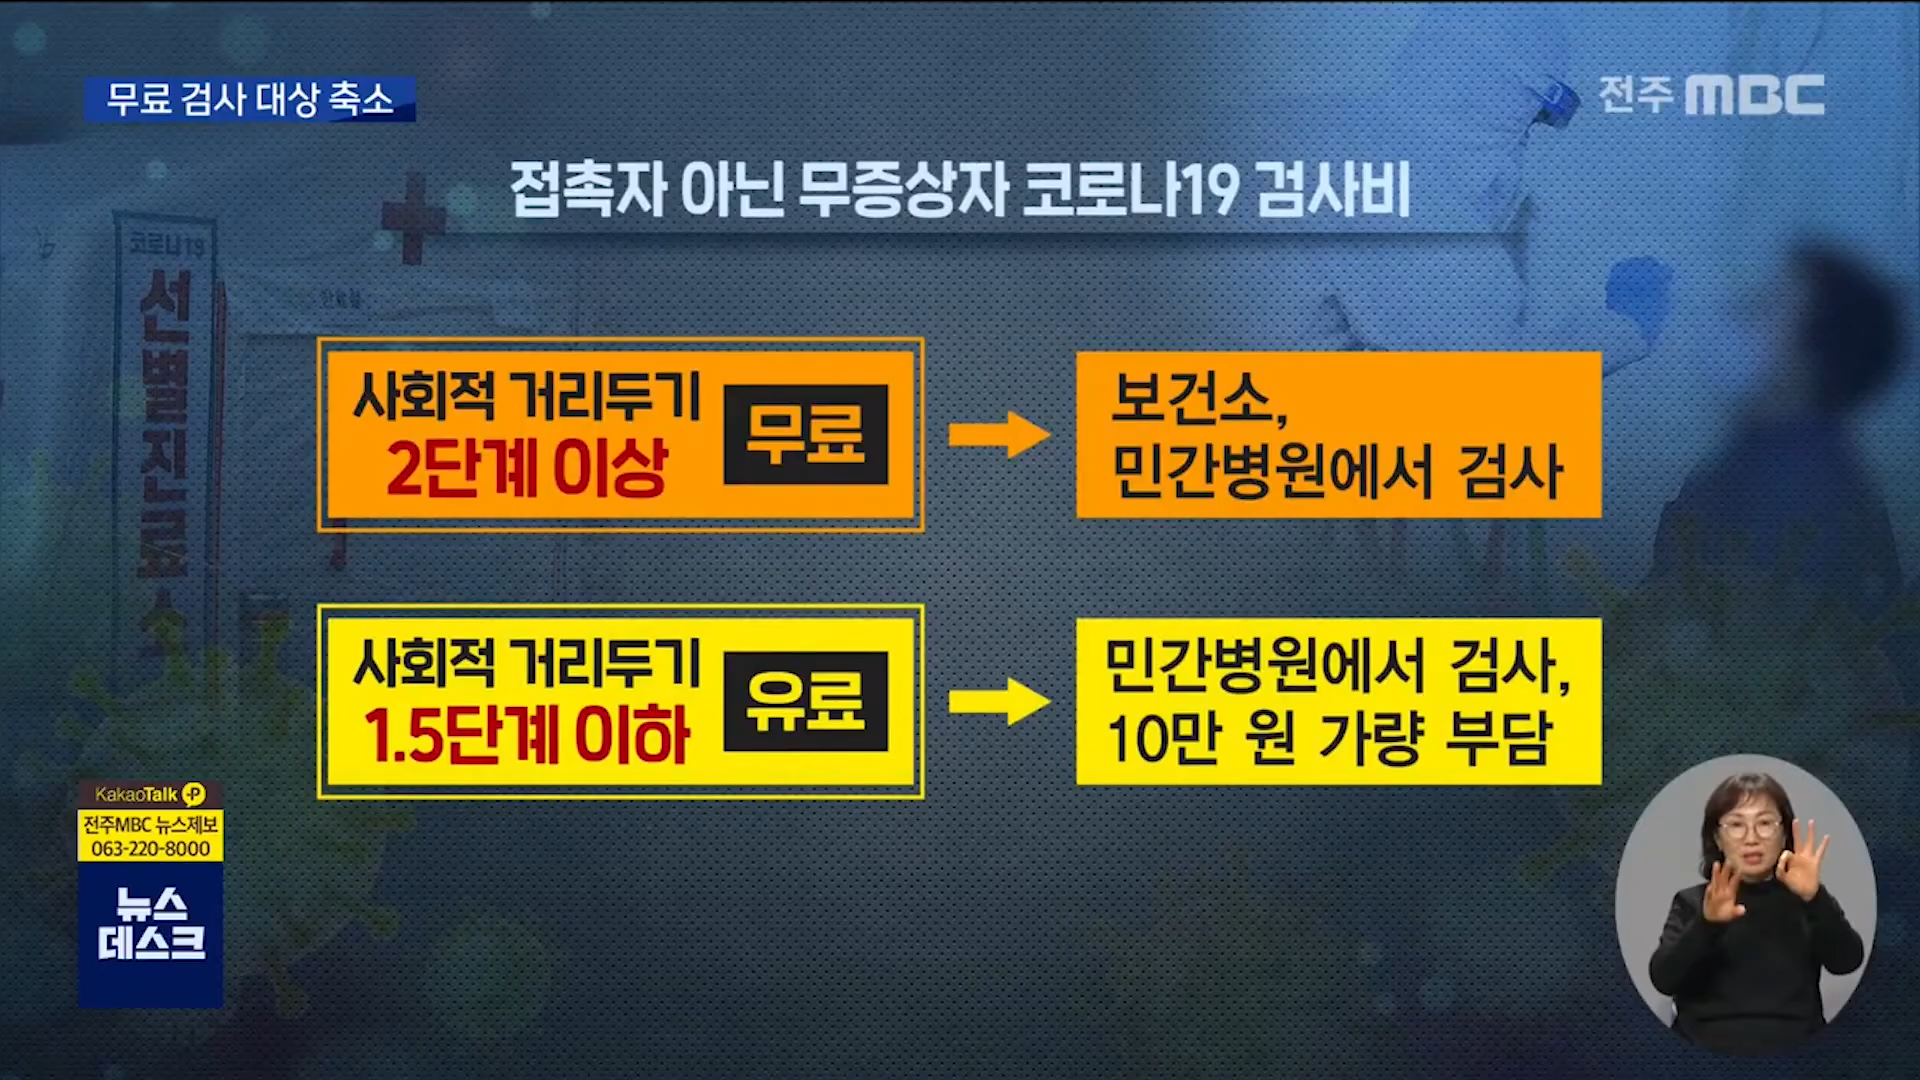 무료 검사 대상 축소
전주 MBC
접촉자 아닌 무증상자 코로나19 검사비
코로나19
선별진료소
사회적 거리두기
2단계 이상
무료
보건소,
민간병원에서 검사
사회적 거리두기
1.5단계 이하
유료
민간병원에서 검사,
10만 원 가량 부담
KakaoTalk P
전주MBC 뉴스제보
063-220-8000
뉴스
데스크